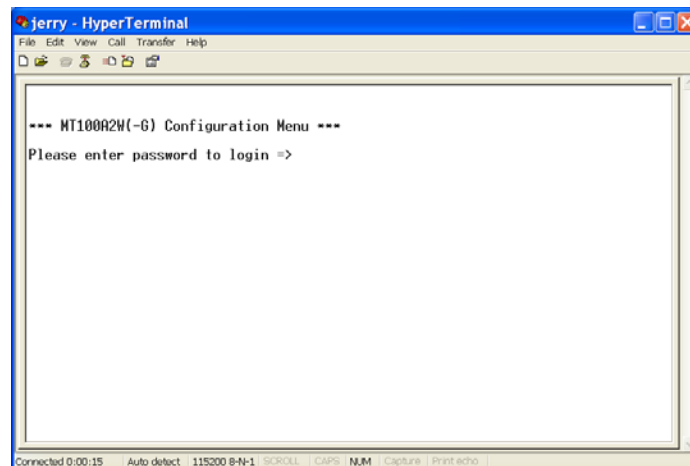 jerry - HyperTerminal
File Edit View Call Transfer Help
*** MT100A2W(-G) Configuration Menu ***
Please enter password to login =>
Connected 0:00:15 Auto detect 115200 8-N-1 SCROLL CAPS NUM Capture Print echo